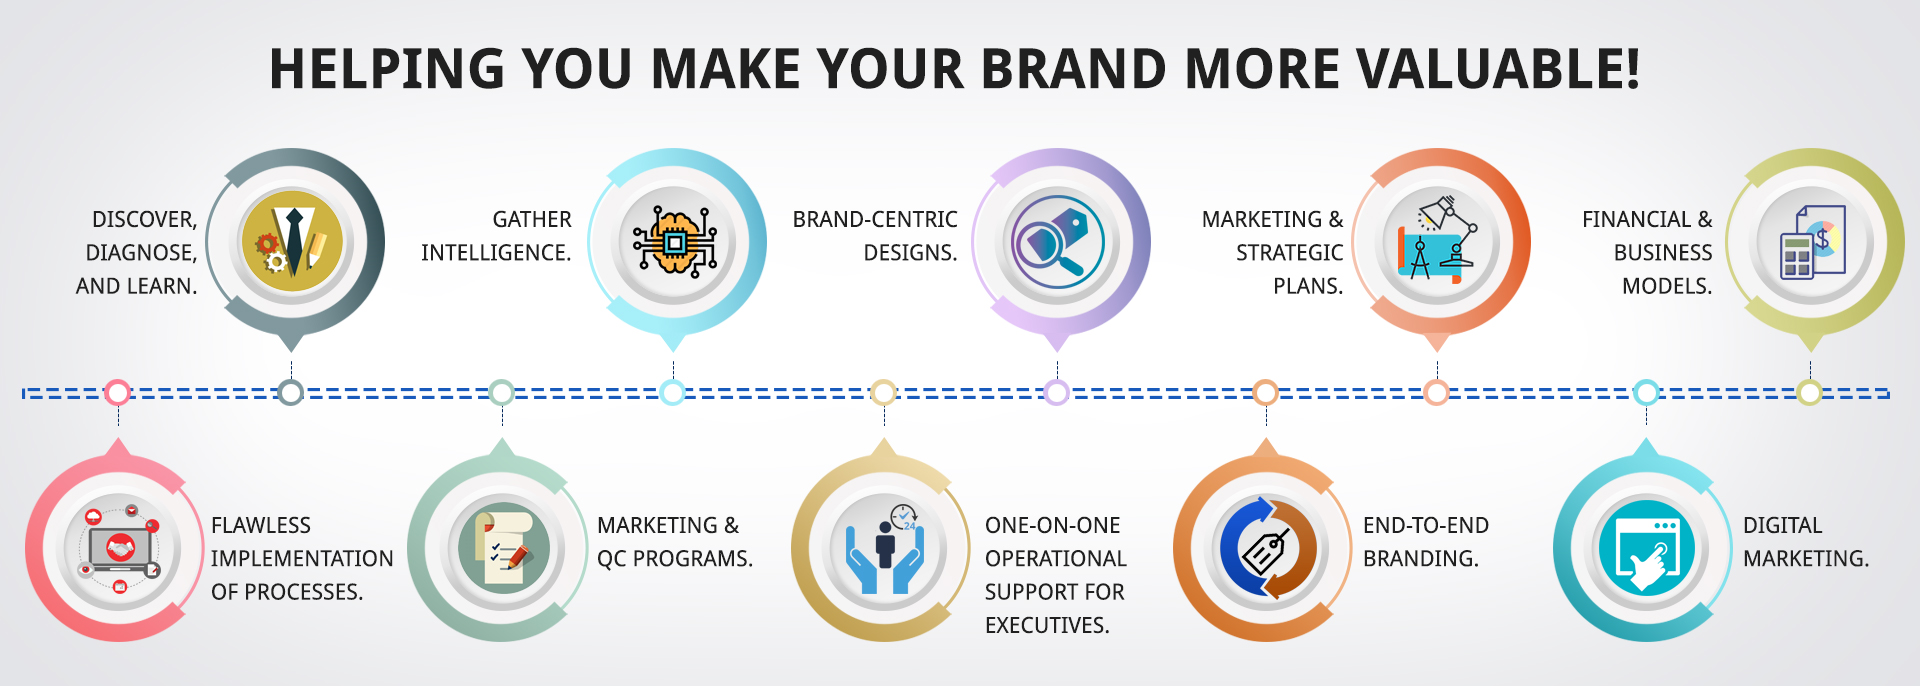 HELPING YOU MAKE YOUR BRAND MORE VALUABLE!
DISCOVER,
DIAGNOSE,
AND LEARN.
GATHER
INTELLIGENCE.
BRAND-CENTRIC
DESIGNS.
MARKETING &
STRATEGIC
PLANS.
FINANCIAL &
BUSINESS
MODELS.
$
FLAWLESS
IMPLEMENTATION
OF PROCESSES.
MARKETING &
QC PROGRAMS.
24
ONE-ON-ONE
OPERATIONAL
SUPPORT FOR
EXECUTIVES.
END-TO-END
BRANDING.
DIGITAL
MARKETING.